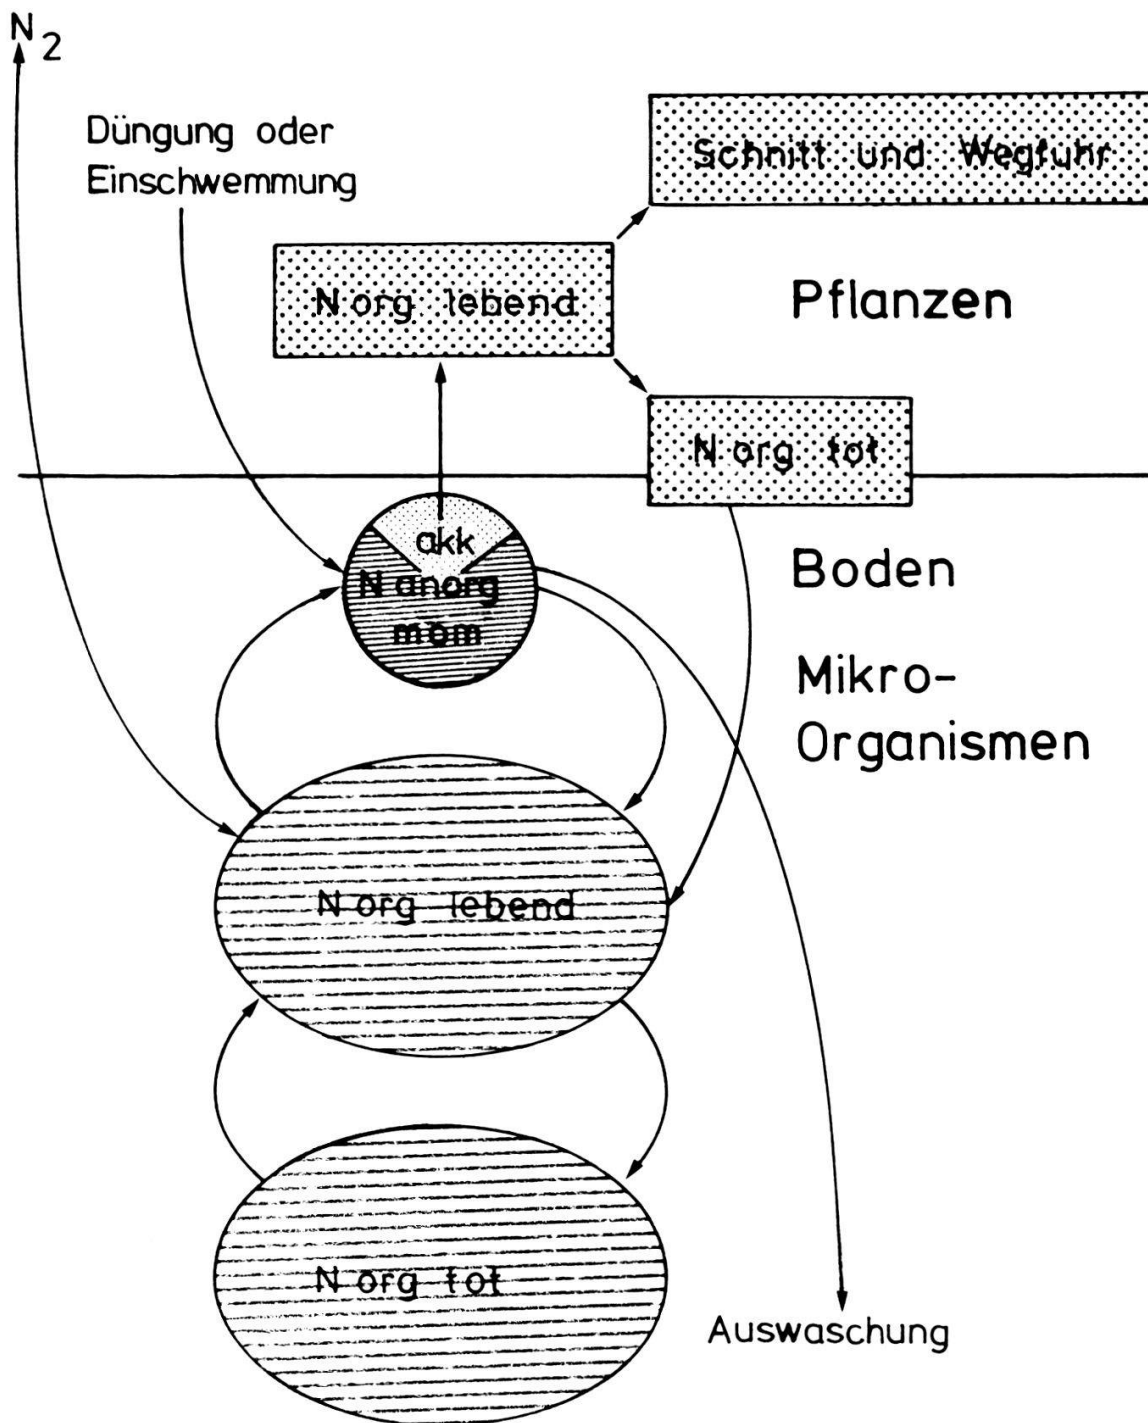 N2
Düngung oder
Einschwemmung
Schnitt und Wegfuhr
N org lebend
Pflanzen
N org tot
akk
N anorg
mom
Boden
Mikro-
Organismen
N org lebend
N org tot
Auswaschung